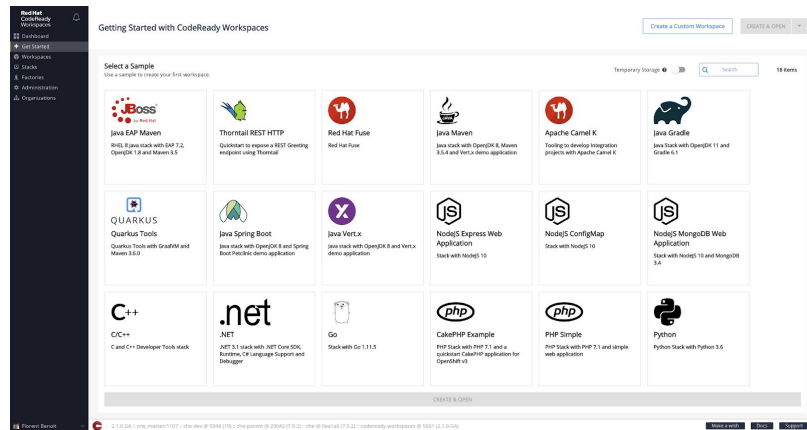 Red Hat
CodeReady
Workspaces
Dashboard
Get Started
Workspaces
Stacks
Factories
Administration
Organizations
Florent Benoit
Getting Started with CodeReady Workspaces
Create a Custom Workspace
CREATE & OPEN
Select a Sample
Use a sample to create your first workspace.
Temporary Storage
Search
18 items
JBoss
by Red Hat
Java EAP Maven
RHEL 8 Java stack with EAP 7.2,
OpenJDK 1.8 and Maven 3.5
Thorntail REST HTTP
Quickstart to expose a REST Greeting
endpoint using Thorntail
Red Hat Fuse
Red Hat Fuse
Java Maven
Java stack with OpenJDK 8, Maven
3.5.4 and Vert.x demo application
Apache Camel K
Tooling to develop Integration
projects with Apache Camel K
Java Gradle
Java Stack with OpenJDK 11 and
Gradle 6.1
QUARKUS
Quarkus Tools
Quarkus Tools with GraalVM and
Maven 3.6.0
Java Spring Boot
Java stack with OpenJDK 8 and Spring
Boot Petclinic demo application
X
Java Vert.x
Java stack with OpenJDK 8 and Vert.x
demo application
JS
NodeJS Express Web
Application
Stack with NodeJS 10
JS
NodeJS ConfigMap
Stack with NodeJS 10
JS
NodeJS MongoDB Web
Application
Stack with NodeJS 10 and MongoDB
3.4
C++
C/C++
C and C++ Developer Tools stack
.net
.NET
.NET 3.1 stack with .NET Core SDK,
Runtime, C# Language Support and
Debugger
Go
Stack with Go 1.11.5
php
CakePHP Example
PHP Stack with PHP 7.1 and a
quickstart CakePHP application for
OpenShift v3
php
PHP Simple
PHP Stack with PHP 7.1 and simple
web application
Python
Python Stack with Python 3.6
CREATE & OPEN
Make a wish
Docs
Support